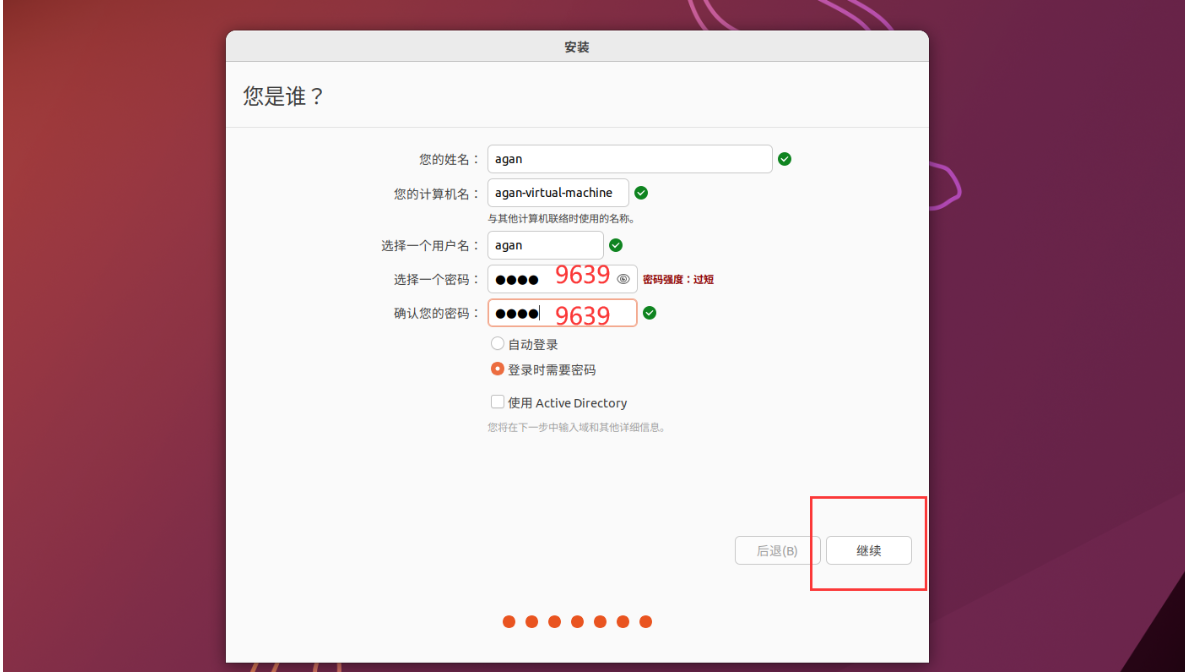 安装
您是谁？
您的姓名： agan
您的计算机名： agan-virtual-machine
与其他计算机联络时使用的名称。
选择一个用户名： agan
选择一个密码： ●●●● 9639 密码强度：过短
确认您的密码： ●●●● 9639
自动登录
登录时需要密码
使用 Active Directory
您将在下一步中输入域和其他详细信息。
后退(B) 继续